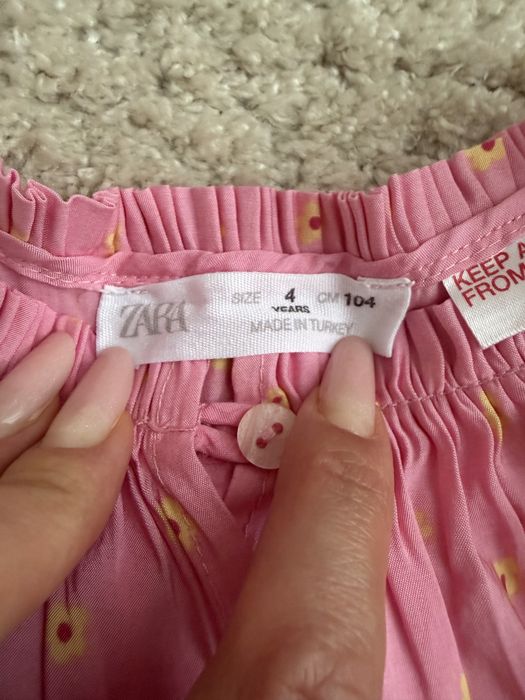 ZARA
SIZE 4 CM 104
YEARS
MADE IN TURKEY
KEEP A
FROM